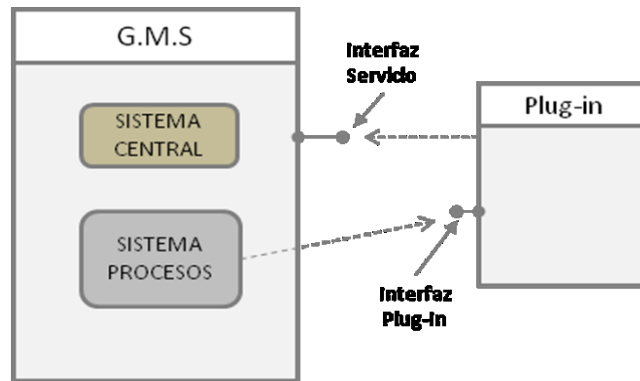 G.M.S
SISTEMA
CENTRAL
SISTEMA
PROCESOS
Interfaz
Servicio
Plug-in
Interfaz
Plug-in